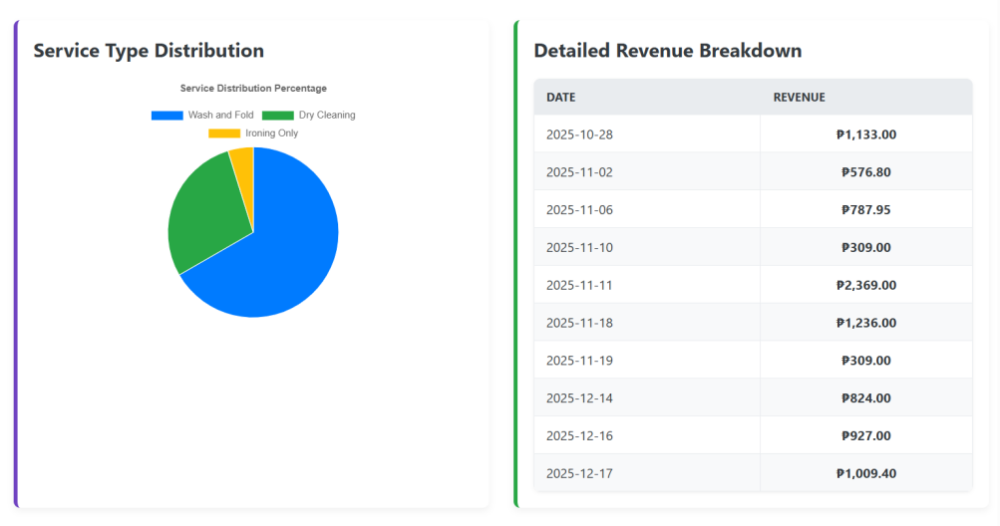 Service Type Distribution
Service Distribution Percentage
Wash and Fold Dry Cleaning
Ironing Only
Detailed Revenue Breakdown
DATE REVENUE
2025-10-28 ₱1,133.00
2025-11-02 ₱576.80
2025-11-06 ₱787.95
2025-11-10 ₱309.00
2025-11-11 ₱2,369.00
2025-11-18 ₱1,236.00
2025-11-19 ₱309.00
2025-12-14 ₱824.00
2025-12-16 ₱927.00
2025-12-17 ₱1,009.40